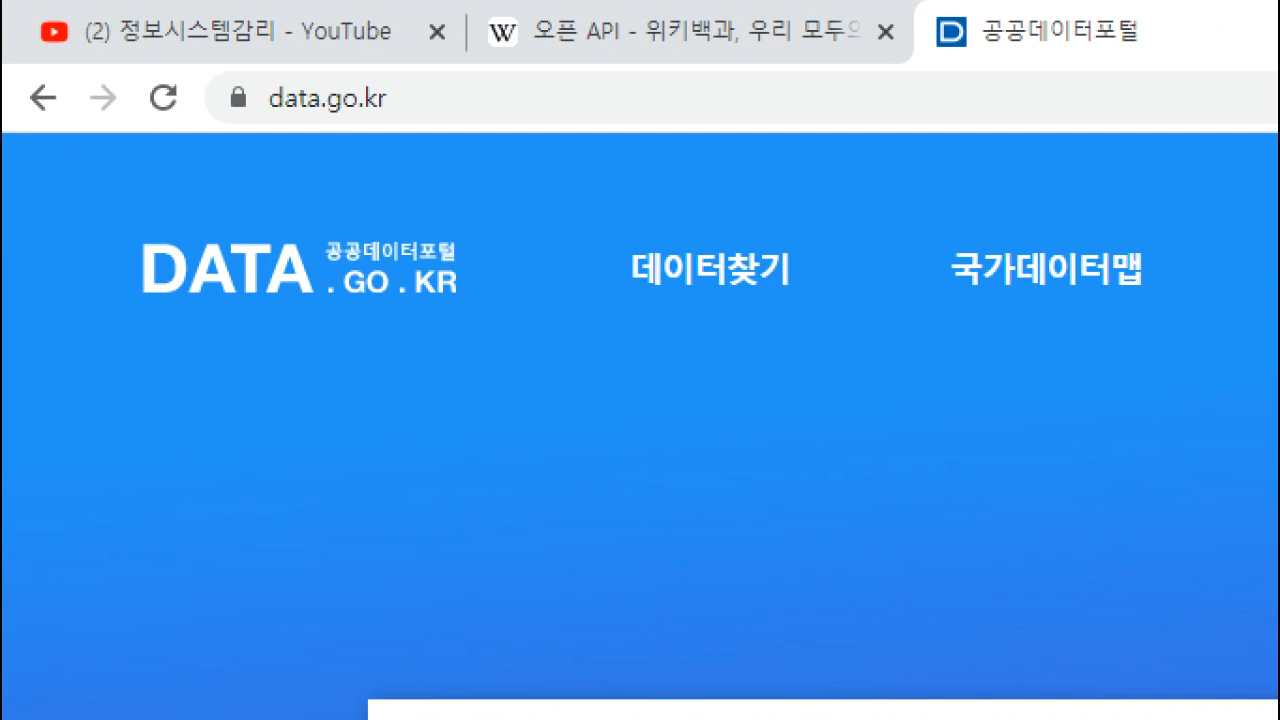 (2) 정보시스템감리 - YouTube
오픈 API - 위키백과, 우리 모두의
공공데이터포털
data.go.kr
DATA 공공데이터포털
.GO.KR
데이터찾기
국가데이터맵